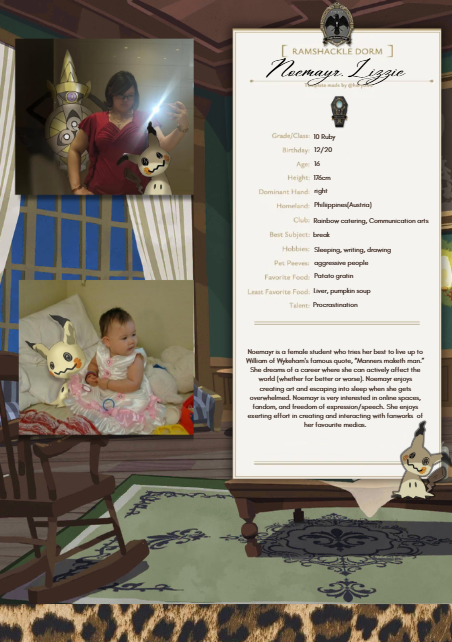 [ RAMSHACKLE DORM ]
Noemayr. Lizzie
Template made by
Grade/Class: 10 Ruby
Birthday: 12/20
Age: 16
Height: 176cm
Dominant Hand: right
Homeland: Philippines(Austria)
Club: Rainbow catering, Communication arts
Best Subject: break
Hobbies: Sleeping, writing, drawing
Pet Peeves: aggressive people
Favorite Food: Potato gratin
Least Favorite Food: Liver, pumpkin soup
Talent: Procrastination
Noemayr is a female student who tries her best to live up to
William of Wykeham's famous quote, "Manners maketh man."
She dreams of a career where she can actively affect the
world (whether for better or worse). Noemayr enjoys
creating art and escaping into sleep when she gets
overwhelmed. Noemayr is very interested in online spaces,
fandom, and freedom of expression/speech. She enjoys
exerting effort in creating and interacting with fanworks of
her favourite medias.